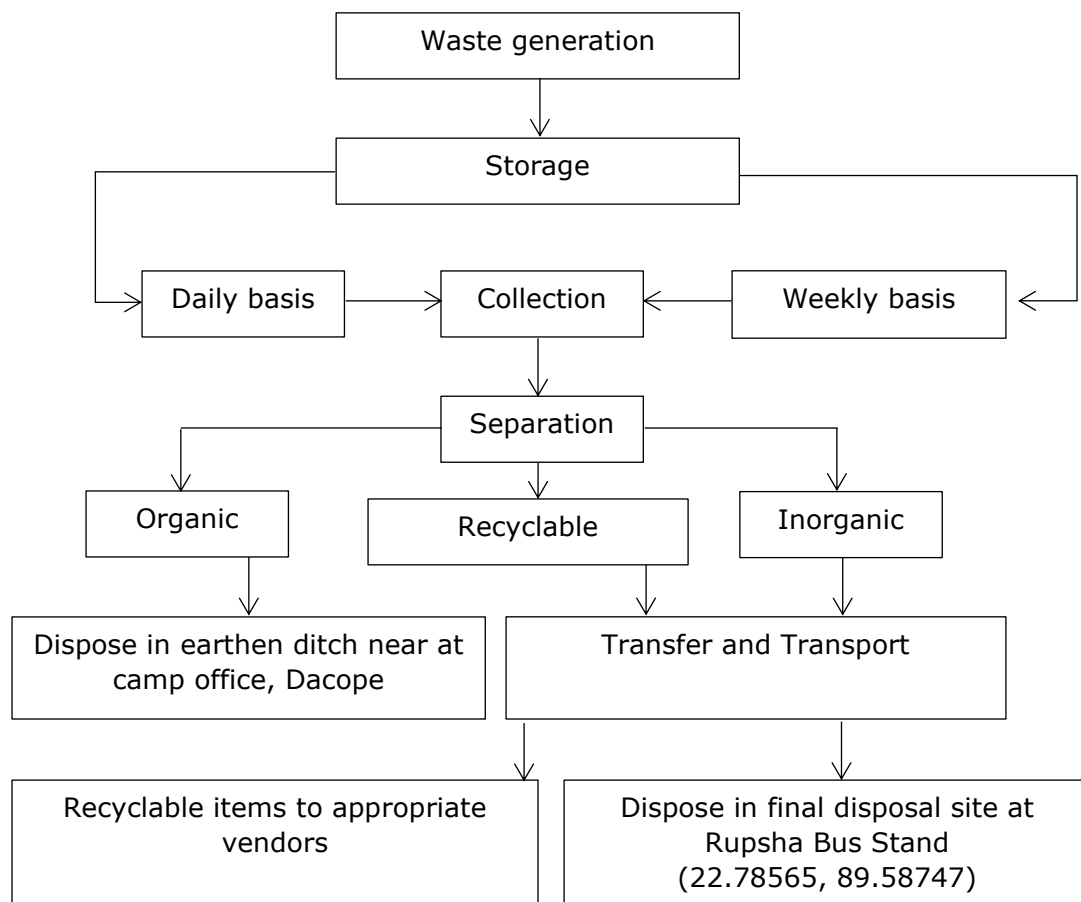 Waste generation
Storage
Daily basis
Collection
Weekly basis
Separation
Organic
Recyclable
Inorganic
Dispose in earthen ditch near at
camp office, Dacope
Transfer and Transport
Recyclable items to appropriate
vendors
Dispose in final disposal site at
Rupsha Bus Stand
(22.78565, 89.58747)